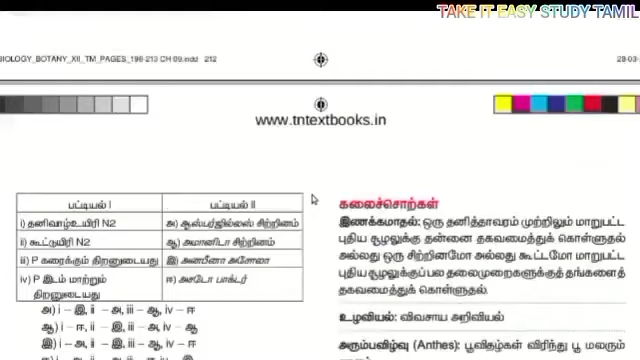 TAKE IT EASY STUDY TAMIL
BIOLOGY_BOTANY_XII_TM_PAGES_196-213 CH 09.indd 212
28-03-
www.tntextbooks.in
பட்டியல் I பட்டியல் II
i) தனிவாழ்உயிரி N2 அ) ஆஸ்பர்ஜில்லஸ் சிற்றினம்
ii) கூட்டுயிரி N2 ஆ) அமானிடா சிற்றினம்
iii) P கரைக்கும் திறனுடையது இ) அனபீனா அசோலா
iv) P இடம் மாற்றும் ஈ) அசடோ பாக்டர்
திறனுடையது
அ) i – இ, ii – அ, iii – ஆ, iv – ஈ
ஆ) i – ஈ, ii – இ, iii – அ, iv – ஆ
கலைச்சொற்கள்
இணக்கமாதல்: ஒரு தனித்தாவரம் முற்றிலும் மாறுபட்ட
புதிய சூழலுக்கு தன்னை தகவமைத்துக் கொள்ளுதல்
அல்லது ஒரு சிற்றினமோ அல்லது கூட்டமோ மாறுபட்ட
புதிய சூழலுக்குப் பல தலைமுறைகளுக்குத் தங்களைத்
தகவமைத்துக் கொள்ளுதல்.
உழவியல்: விவசாய அறிவியல்
அரும்பவிழ்வு (Anthes): பூவிதழ்கள் விரிந்து பூ மலரும்